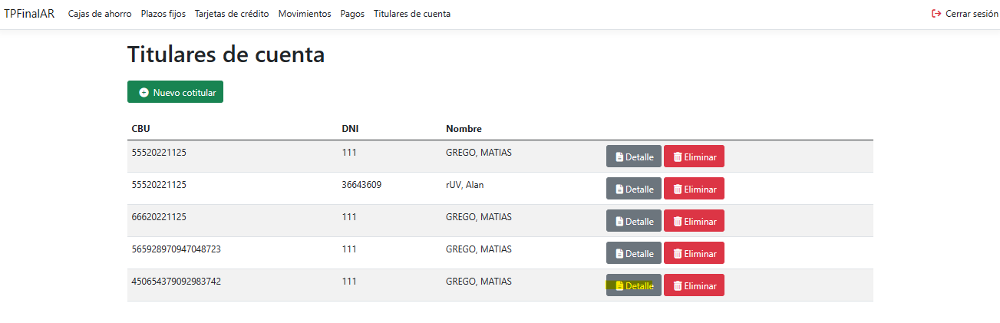 TPFinalAR Cajas de ahorro Plazos fijos Tarjetas de crédito Movimientos Pagos Titulares de cuenta Cerrar sesión
Titulares de cuenta
Nuevo cotitular
CBU DNI Nombre
55520221125 111 GREGO, MATIAS Detalle Eliminar
55520221125 36643609 rUV, Alan Detalle Eliminar
66620221125 111 GREGO, MATIAS Detalle Eliminar
565928970947048723 111 GREGO, MATIAS Detalle Eliminar
450654379092983742 111 GREGO, MATIAS Detalle Eliminar